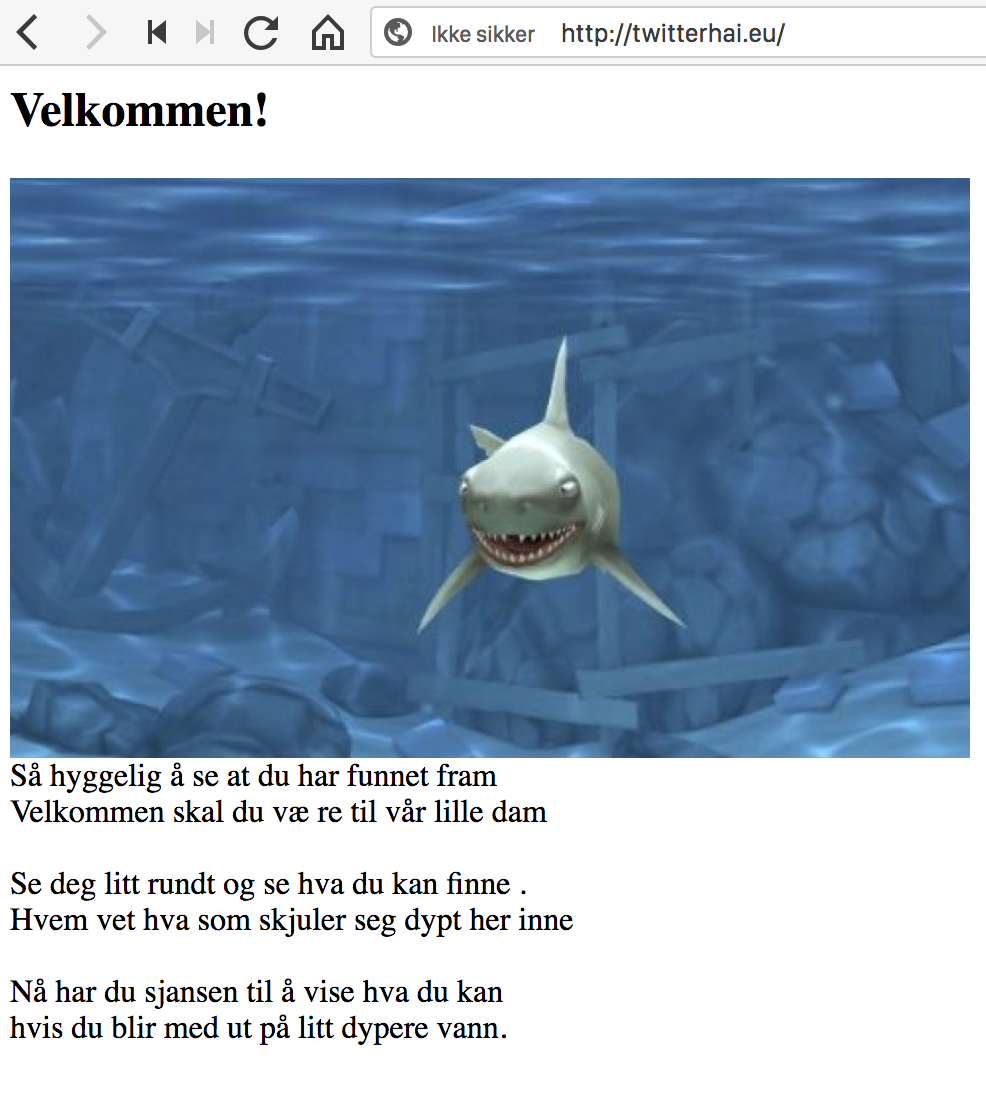 Ikke sikker http://twitterhai.eu/
Velkommen!
Så hyggelig å se at du har funnet fram
Velkommen skal du væ re til vår lille dam
Se deg litt rundt og se hva du kan finne .
Hvem vet hva som skjuler seg dypt her inne
Nå har du sjansen til å vise hva du kan
hvis du blir med ut på litt dypere vann.